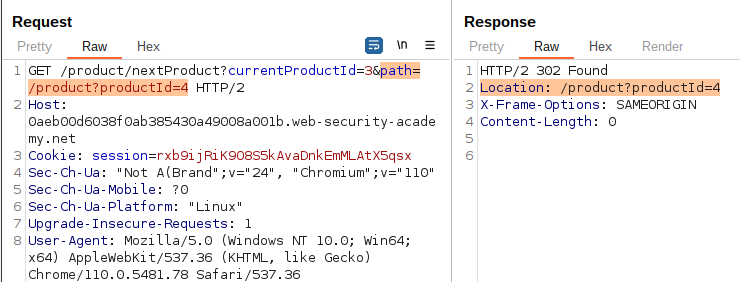 Request
Pretty Raw Hex \n
1 GET /product/nextProduct?currentProductId=3&path=
/product?productId=4 HTTP/2
2 Host:
0aeb00d6038f0ab385430a49008a001b.web-security-acade
my.net
3 Cookie: session=rxb9ijRiK908S5kAvaDnkEmMLAtX5qsx
4 Sec-Ch-Ua: "Not A(Brand";v="24", "Chromium";v="110"
5 Sec-Ch-Ua-Mobile: ?0
6 Sec-Ch-Ua-Platform: "Linux"
7 Upgrade-Insecure-Requests: 1
8 User-Agent: Mozilla/5.0 (Windows NT 10.0; Win64;
x64) AppleWebKit/537.36 (KHTML, like Gecko)
Chrome/110.0.5481.78 Safari/537.36
Response
Pretty Raw Hex Render
1 HTTP/2 302 Found
2 Location: /product?productId=4
3 X-Frame-Options: SAMEORIGIN
4 Content-Length: 0
5
6